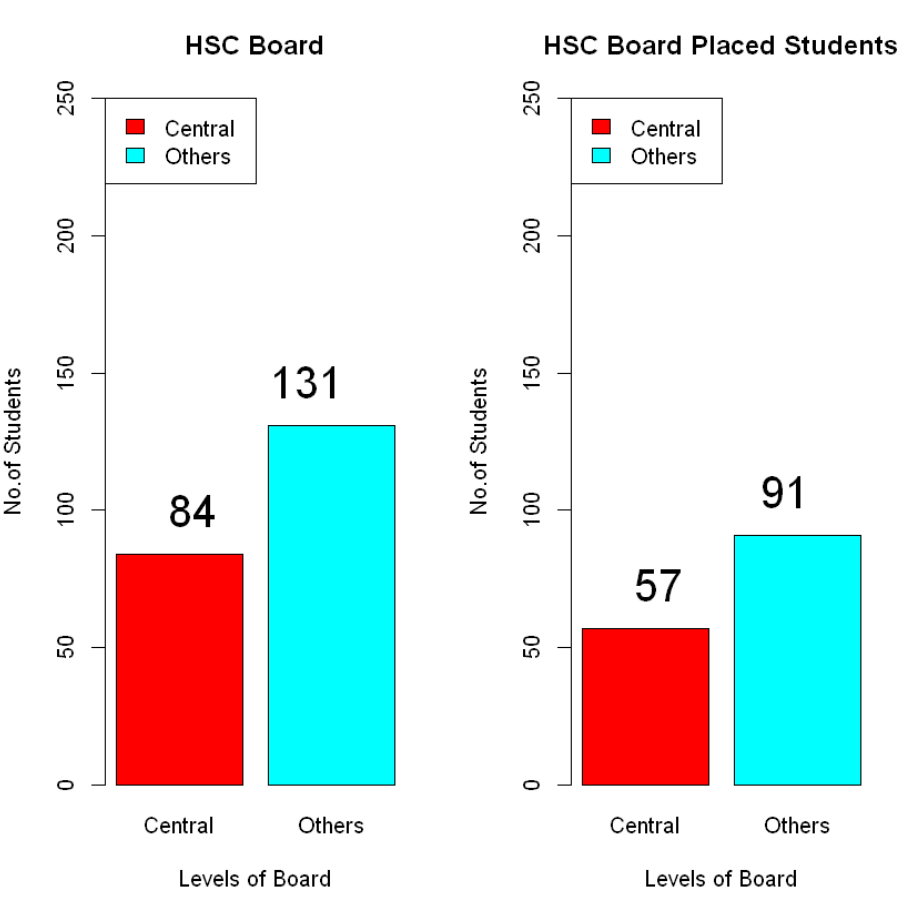 HSC Board
250
200
150
100
50
0
No.of Students
Central
Others
131
84
Central
Others
Levels of Board
HSC Board Placed Students
250
200
150
100
50
0
No.of Students
Central
Others
91
57
Central
Others
Levels of Board